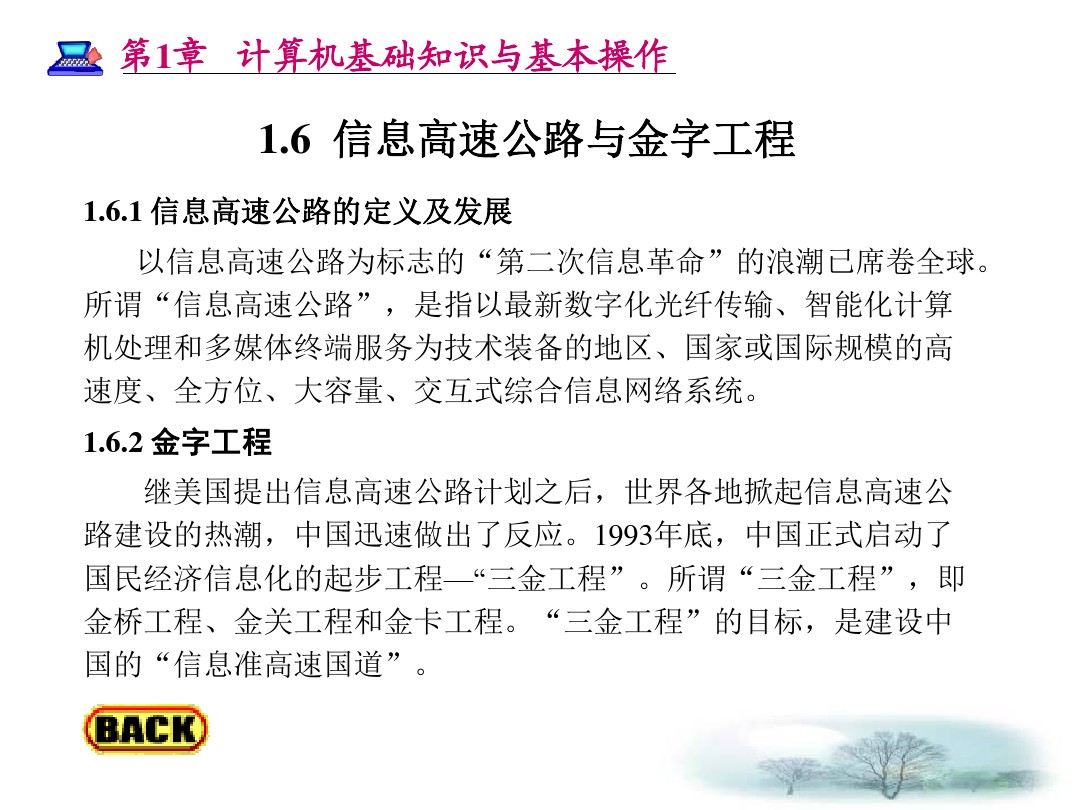 第1章 计算机基础知识与基本操作
1.6 信息高速公路与金字工程
1.6.1 信息高速公路的定义及发展
以信息高速公路为标志的“第二次信息革命”的浪潮已席卷全球。
所谓“信息高速公路”，是指以最新数字化光纤传输、智能化计算
机处理和多媒体终端服务为技术装备的地区、国家或国际规模的高
速度、全方位、大容量、交互式综合信息网络系统。
1.6.2 金字工程
继美国提出信息高速公路计划之后，世界各地掀起信息高速公
路建设的热潮，中国迅速做出了反应。1993年底，中国正式启动了
国民经济信息化的起步工程—“三金工程”。所谓“三金工程”，即
金桥工程、金关工程和金卡工程。“三金工程”的目标，是建设中
国的“信息准高速国道”。
BACK